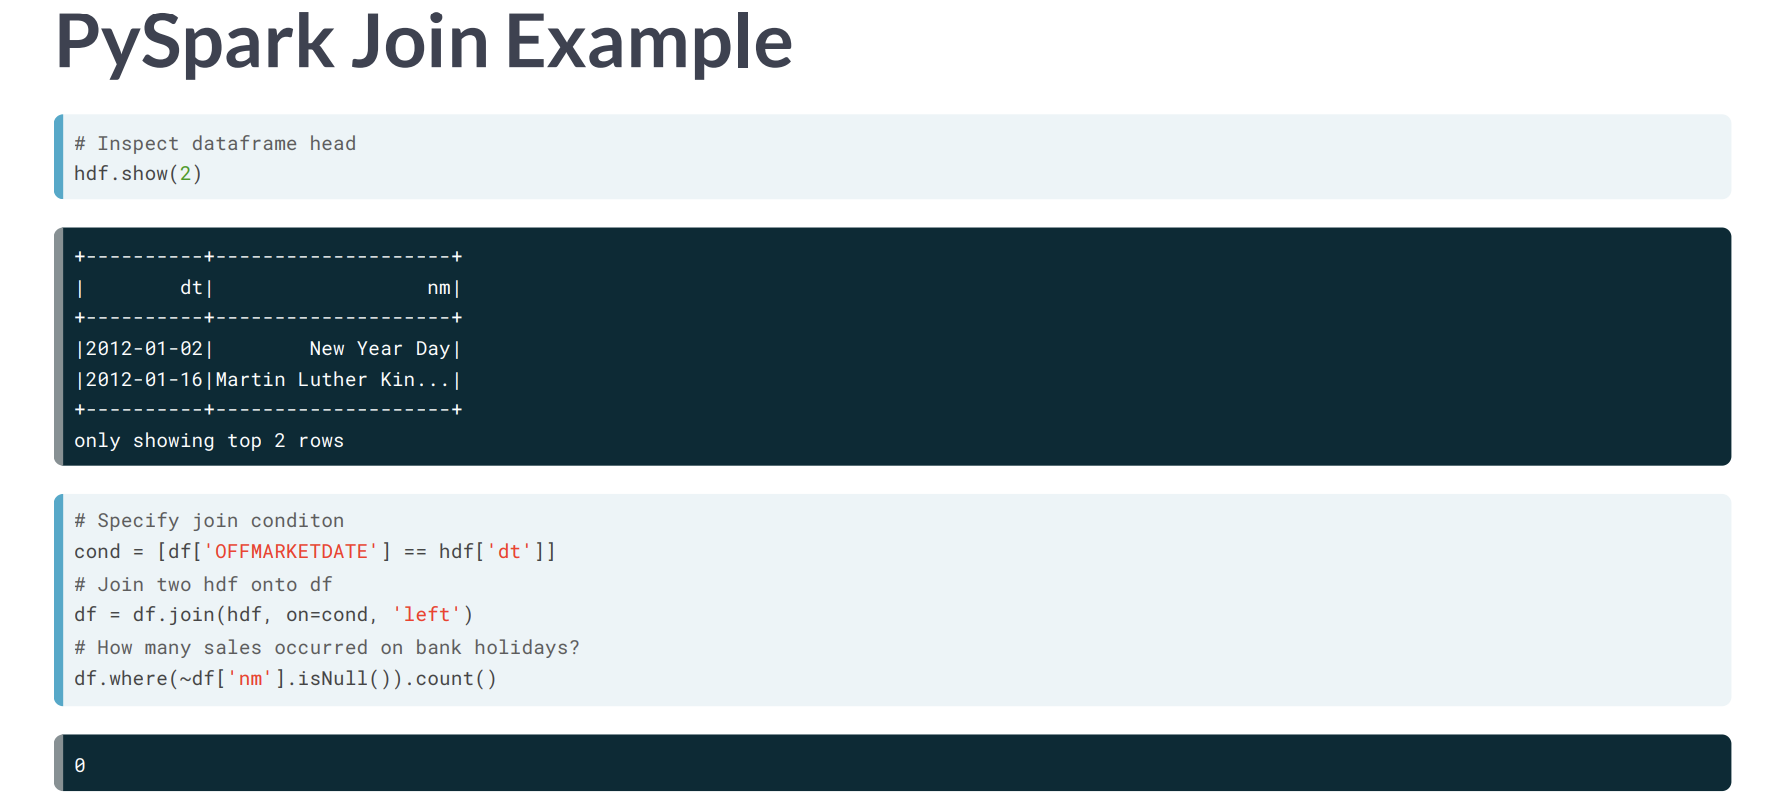 PySpark Join Example
# Inspect dataframe head
hdf.show(2)
+----------+--------------------+
|        dt|                  nm|
+----------+--------------------+
|2012-01-02|        New Year Day|
|2012-01-16|Martin Luther Kin...|
+----------+--------------------+
only showing top 2 rows
# Specify join conditon
cond = [df['OFFMARKETDATE'] == hdf['dt']]
# Join two hdf onto df
df = df.join(hdf, on=cond, 'left')
# How many sales occurred on bank holidays?
df.where(~df['nm'].isNull()).count()
0